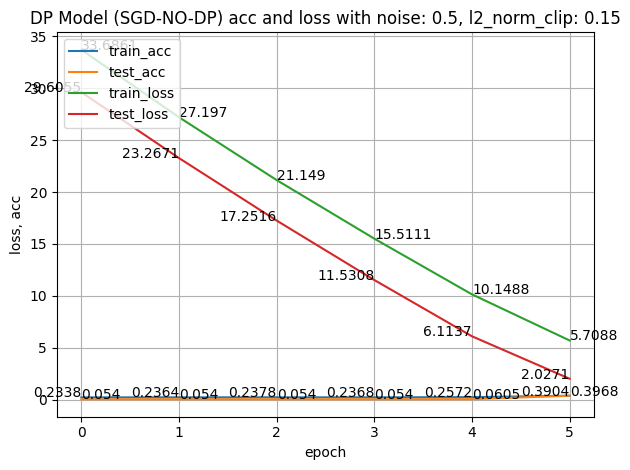 DP Model (SGD-NO-DP) acc and loss with noise: 0.5, l2_norm_clip: 0.15
35
33.6861
train_acc
test_acc
train_loss
test_loss
30
29.6055
27.197
25
23.2671
21.149
20
17.2516
15.5111
15
11.5308
10.1488
10
6.1137
5.7088
5
2.0271
0.2338 0.054 0.2364 0.054 0.2378 0.054 0.2368 0.054 0.2572 0.0605 0.3904 0.3968
0
0 1 2 3 4 5
epoch
loss, acc